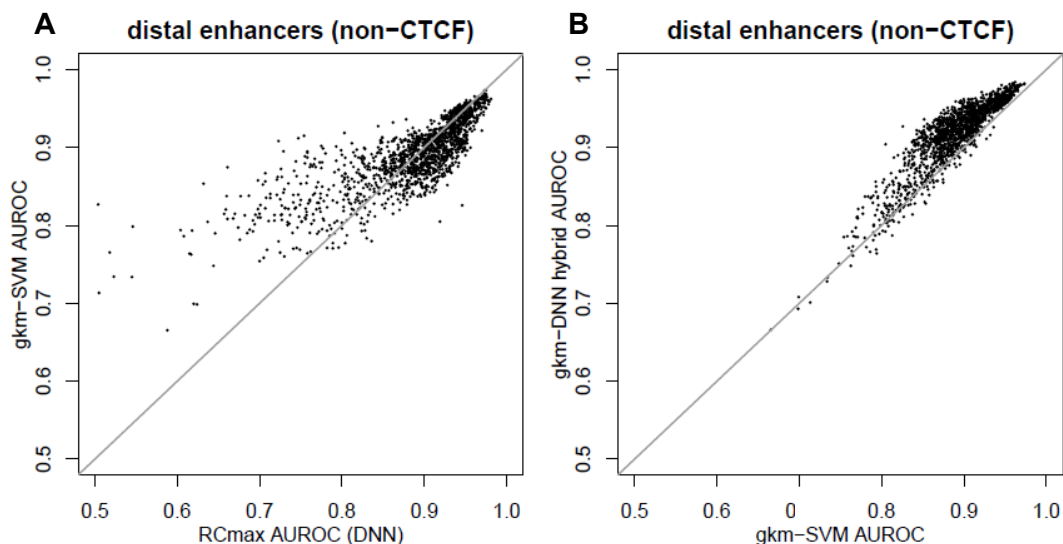 A
distal enhancers (non−CTCF)
gkm−SVM AUROC
1.0
0.9
0.8
0.7
0.6
0.5
0.5 0.6 0.7 0.8 0.9 1.0
RCmax AUROC (DNN)
B
distal enhancers (non−CTCF)
gkm−DNN hybrid AUROC
1.0
0.9
0.8
0.7
0.6
0.5
0.5 0.6 0 0.8 0.9 1.0
gkm−SVM AUROC